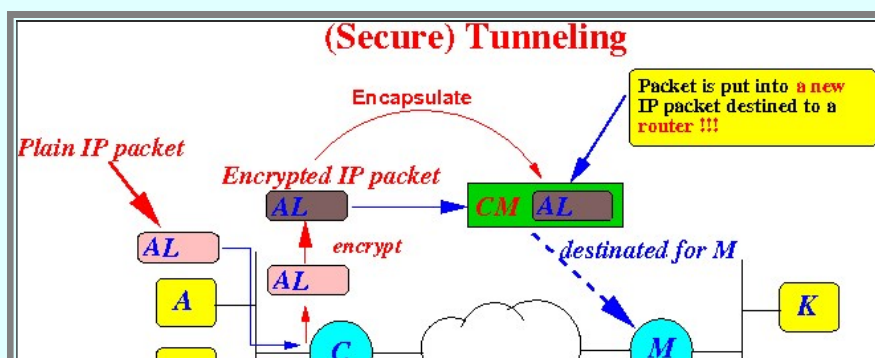 (Secure) Tunneling
Packet is put into a new
IP packet destined to a
router !!!
Encapsulate
Plain IP packet
Encrypted IP packet
AL
CM AL
AL
encrypt
destinated for M
AL
A
K
C
M